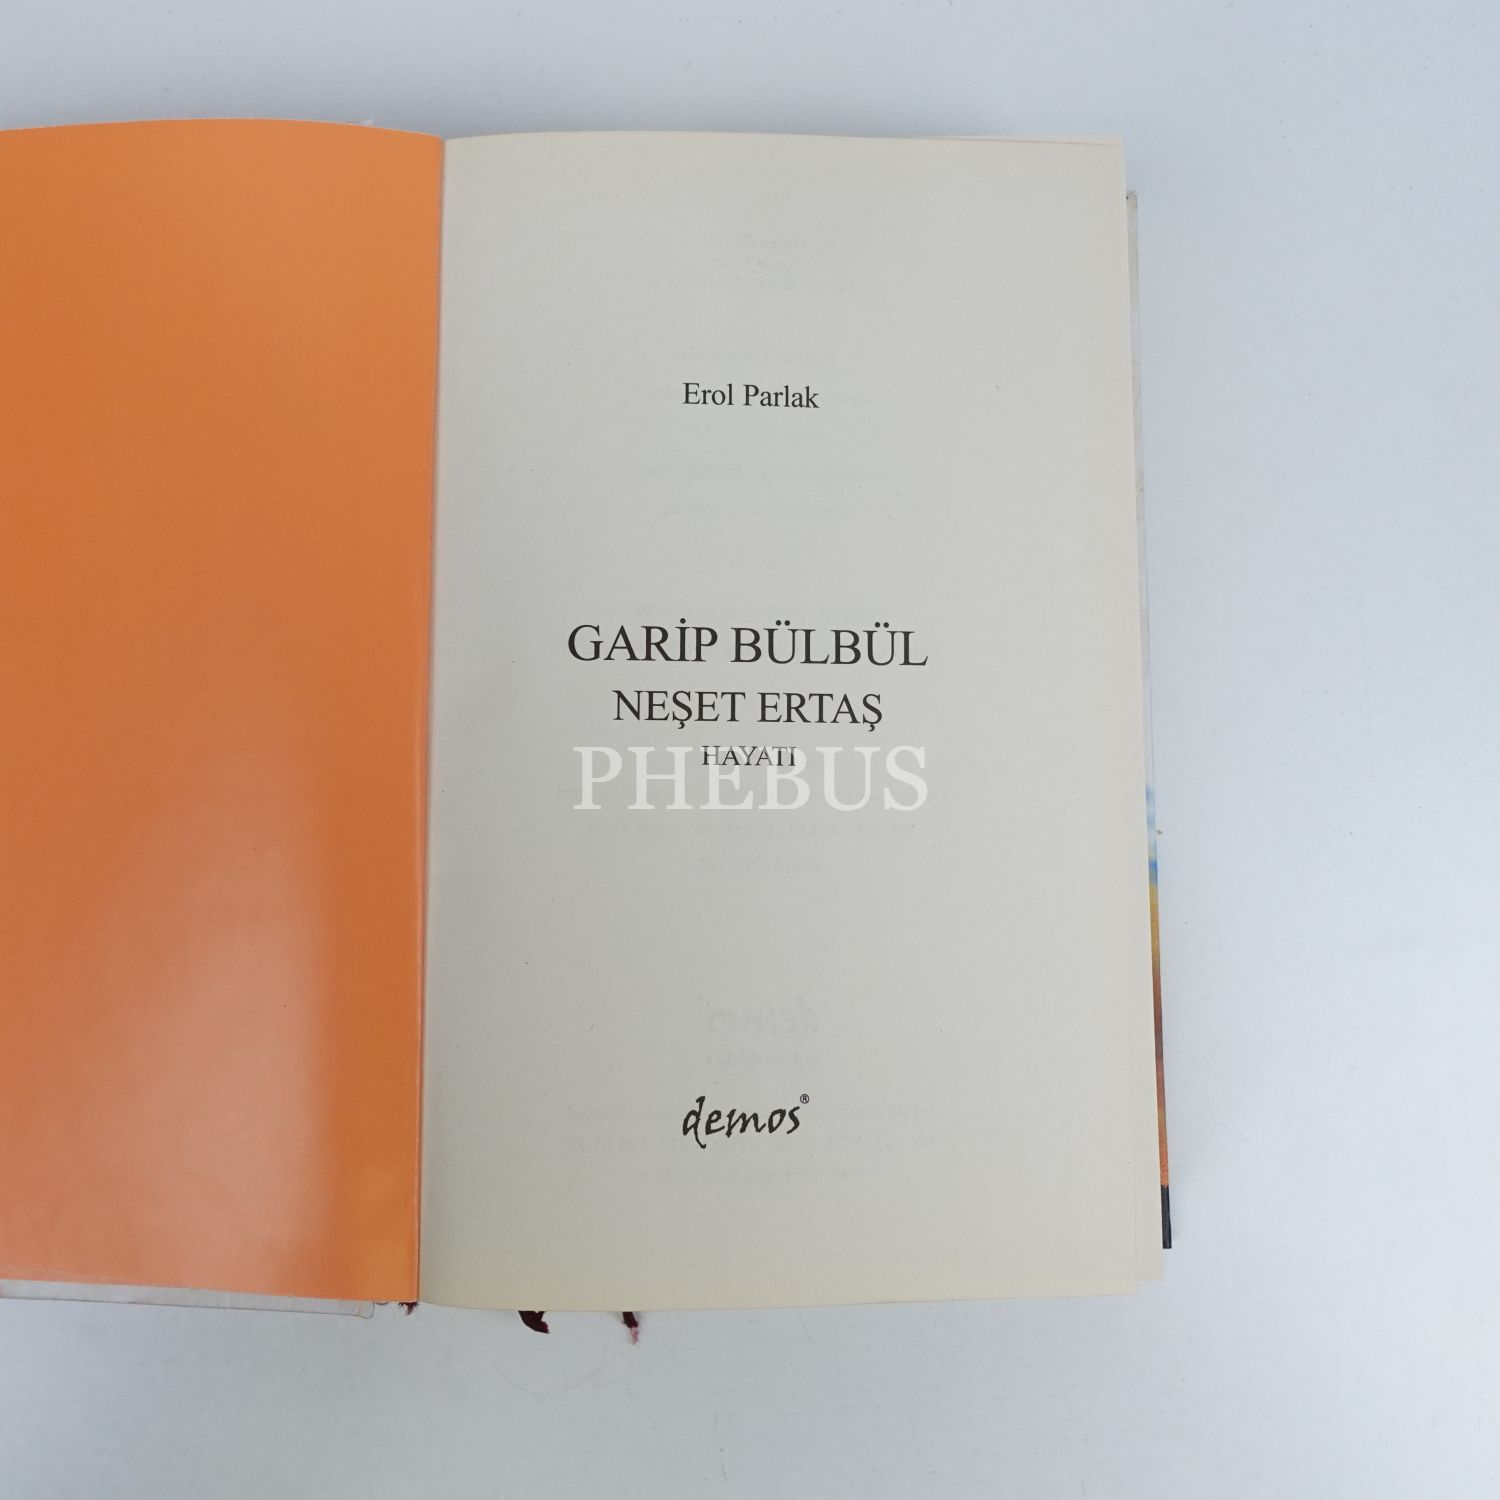 Erol Parlak
GARİP BÜLBÜL
NEŞET ERTAŞ
HAYATI
PHEBUS
demos®